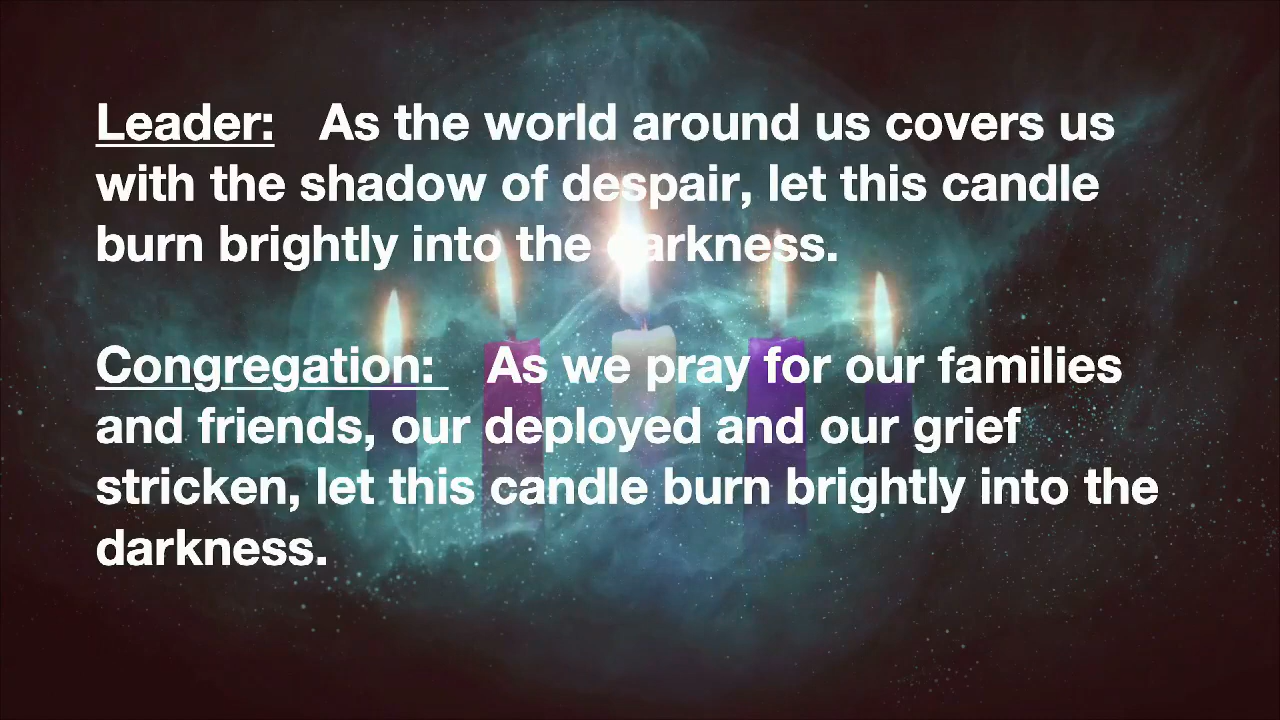 Leader: As the world around us covers us
with the shadow of despair, let this candle
burn brightly into the darkness.
Congregation: As we pray for our families
and friends, our deployed and our grief
stricken, let this candle burn brightly into the
darkness.